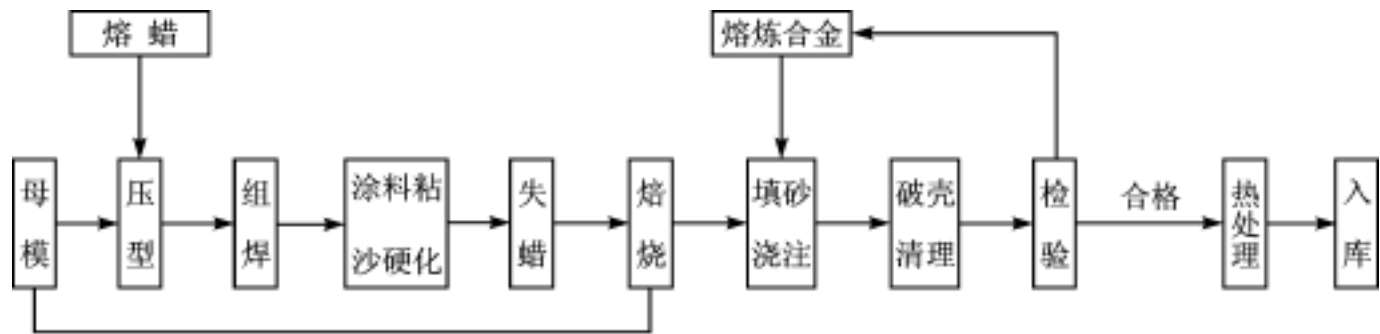 熔蜡
熔炼合金
母模
压型
组焊
涂料粘
沙硬化
失蜡
焙烧
填砂
浇注
破壳
清理
检验
合格
热处理
入库